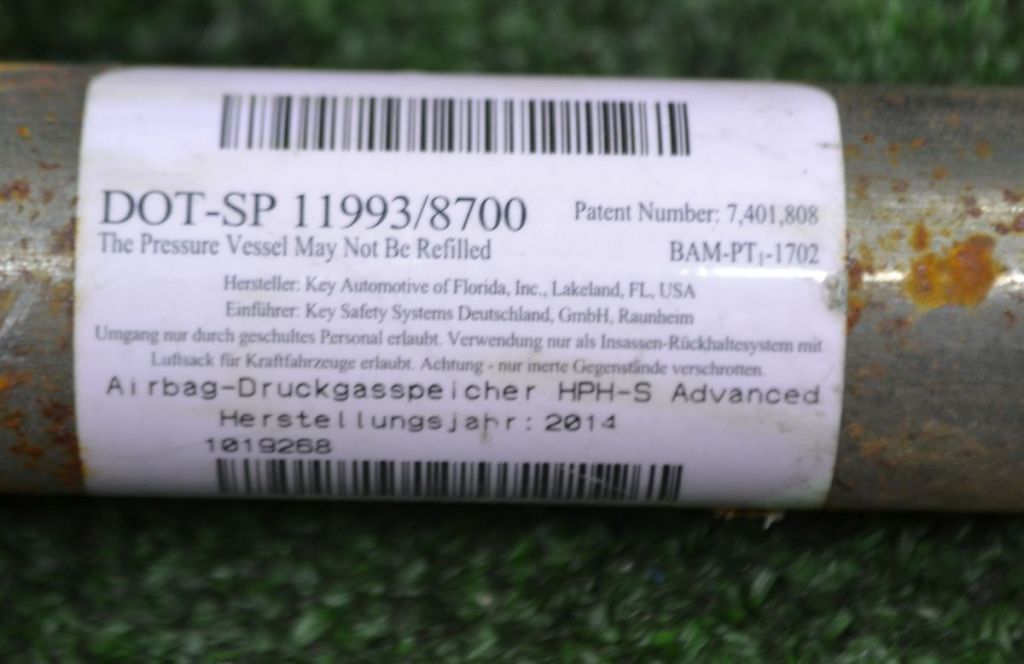 DOT-SP 11993/8700
Patent Number: 7,401,808
The Pressure Vessel May Not Be Refilled
BAM-PT₁-1702
Hersteller: Key Automotive of Florida, Inc., Lakeland, FL, USA
Einführer: Key Safety Systems Deutschland, GmbH, Raunheim
Umgang nur durch geschultes Personal erlaubt. Verwendung nur als Insassen-Rückhaltesystem mit
Luftsack für Kraftfahrzeuge erlaubt. Achtung - nur inerte Gegenstände verschrotten.
Airbag-Druckgasspeicher HPH-S Advanced
Herstellungsjahr: 2014
1019268